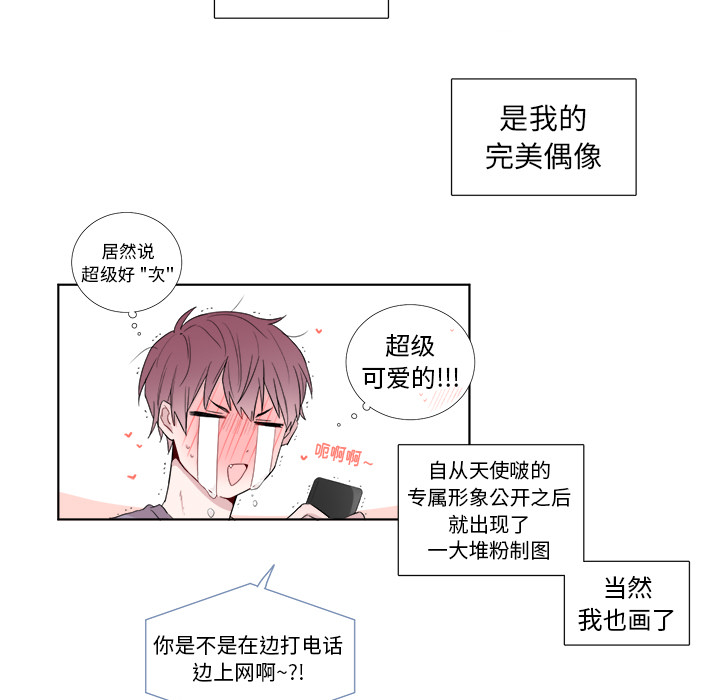 是我的
完美偶像
居然说
超级好 "次"
超级
可爱的!!!
呃啊啊~
自从天使啵的
专属形象公开之后
就出现了
一大堆粉制图
当然
我也画了
你是不是在边打电话
边上网啊~?!